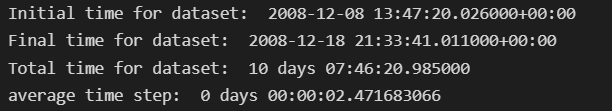 Initial time for dataset:  2008-12-08 13:47:20.026000+00:00
Final time for dataset:  2008-12-18 21:33:41.011000+00:00
Total time for dataset:  10 days 07:46:20.985000
average time step:  0 days 00:00:02.471683066